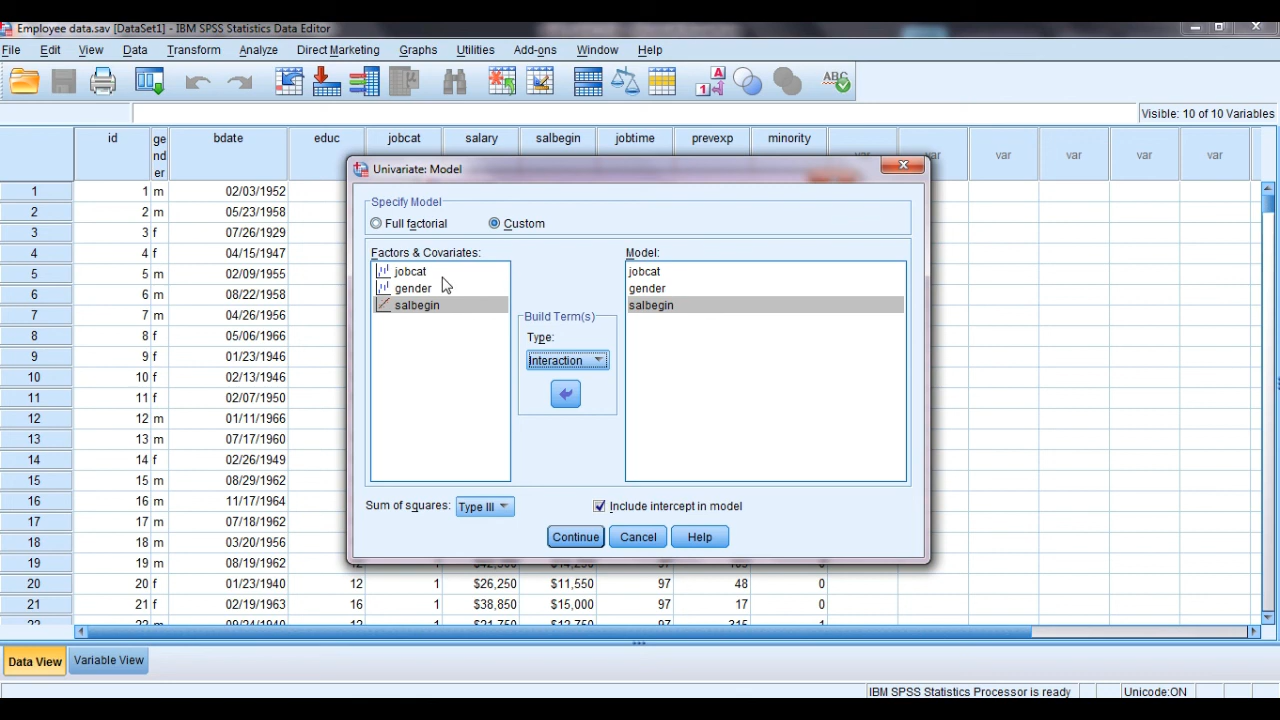 Employee data.sav [DataSet1] - IBM SPSS Statistics Data Editor
File Edit View Data Transform Analyze Direct Marketing Graphs Utilities Add-ons Window Help
A 1 ABC
Visible: 10 of 10 Variables
id gender bdate educ jobcat salary salbegin jobtime prevexp minority var var var var var
Univariate: Model
Specify Model
Full factorial Custom
Factors & Covariates: Model:
jobcat jobcat
gender gender
salbegin salbegin
Build Term(s)
Type:
Interaction
Sum of squares: Type III Include intercept in model
Continue Cancel Help
1 1 m 02/03/1952
2 2 m 05/23/1958
3 3 f 07/26/1929
4 4 f 04/15/1947
5 5 m 02/09/1955
6 6 m 08/22/1958
7 7 m 04/26/1956
8 8 f 05/06/1966
9 9 f 01/23/1946
10 10 f 02/13/1946
11 11 f 02/07/1950
12 12 m 01/11/1966
13 13 m 07/17/1960
14 14 f 02/26/1949
15 15 m 08/29/1962
16 16 m 11/17/1964
17 17 m 07/18/1962
18 18 m 03/20/1956
19 19 m 08/19/1962
20 20 f 01/23/1940 12 1 $26,250 $11,550 97 48 0
21 21 f 02/19/1963 16 1 $38,850 $15,000 97 17 0
Data View Variable View
IBM SPSS Statistics Processor is ready Unicode:ON